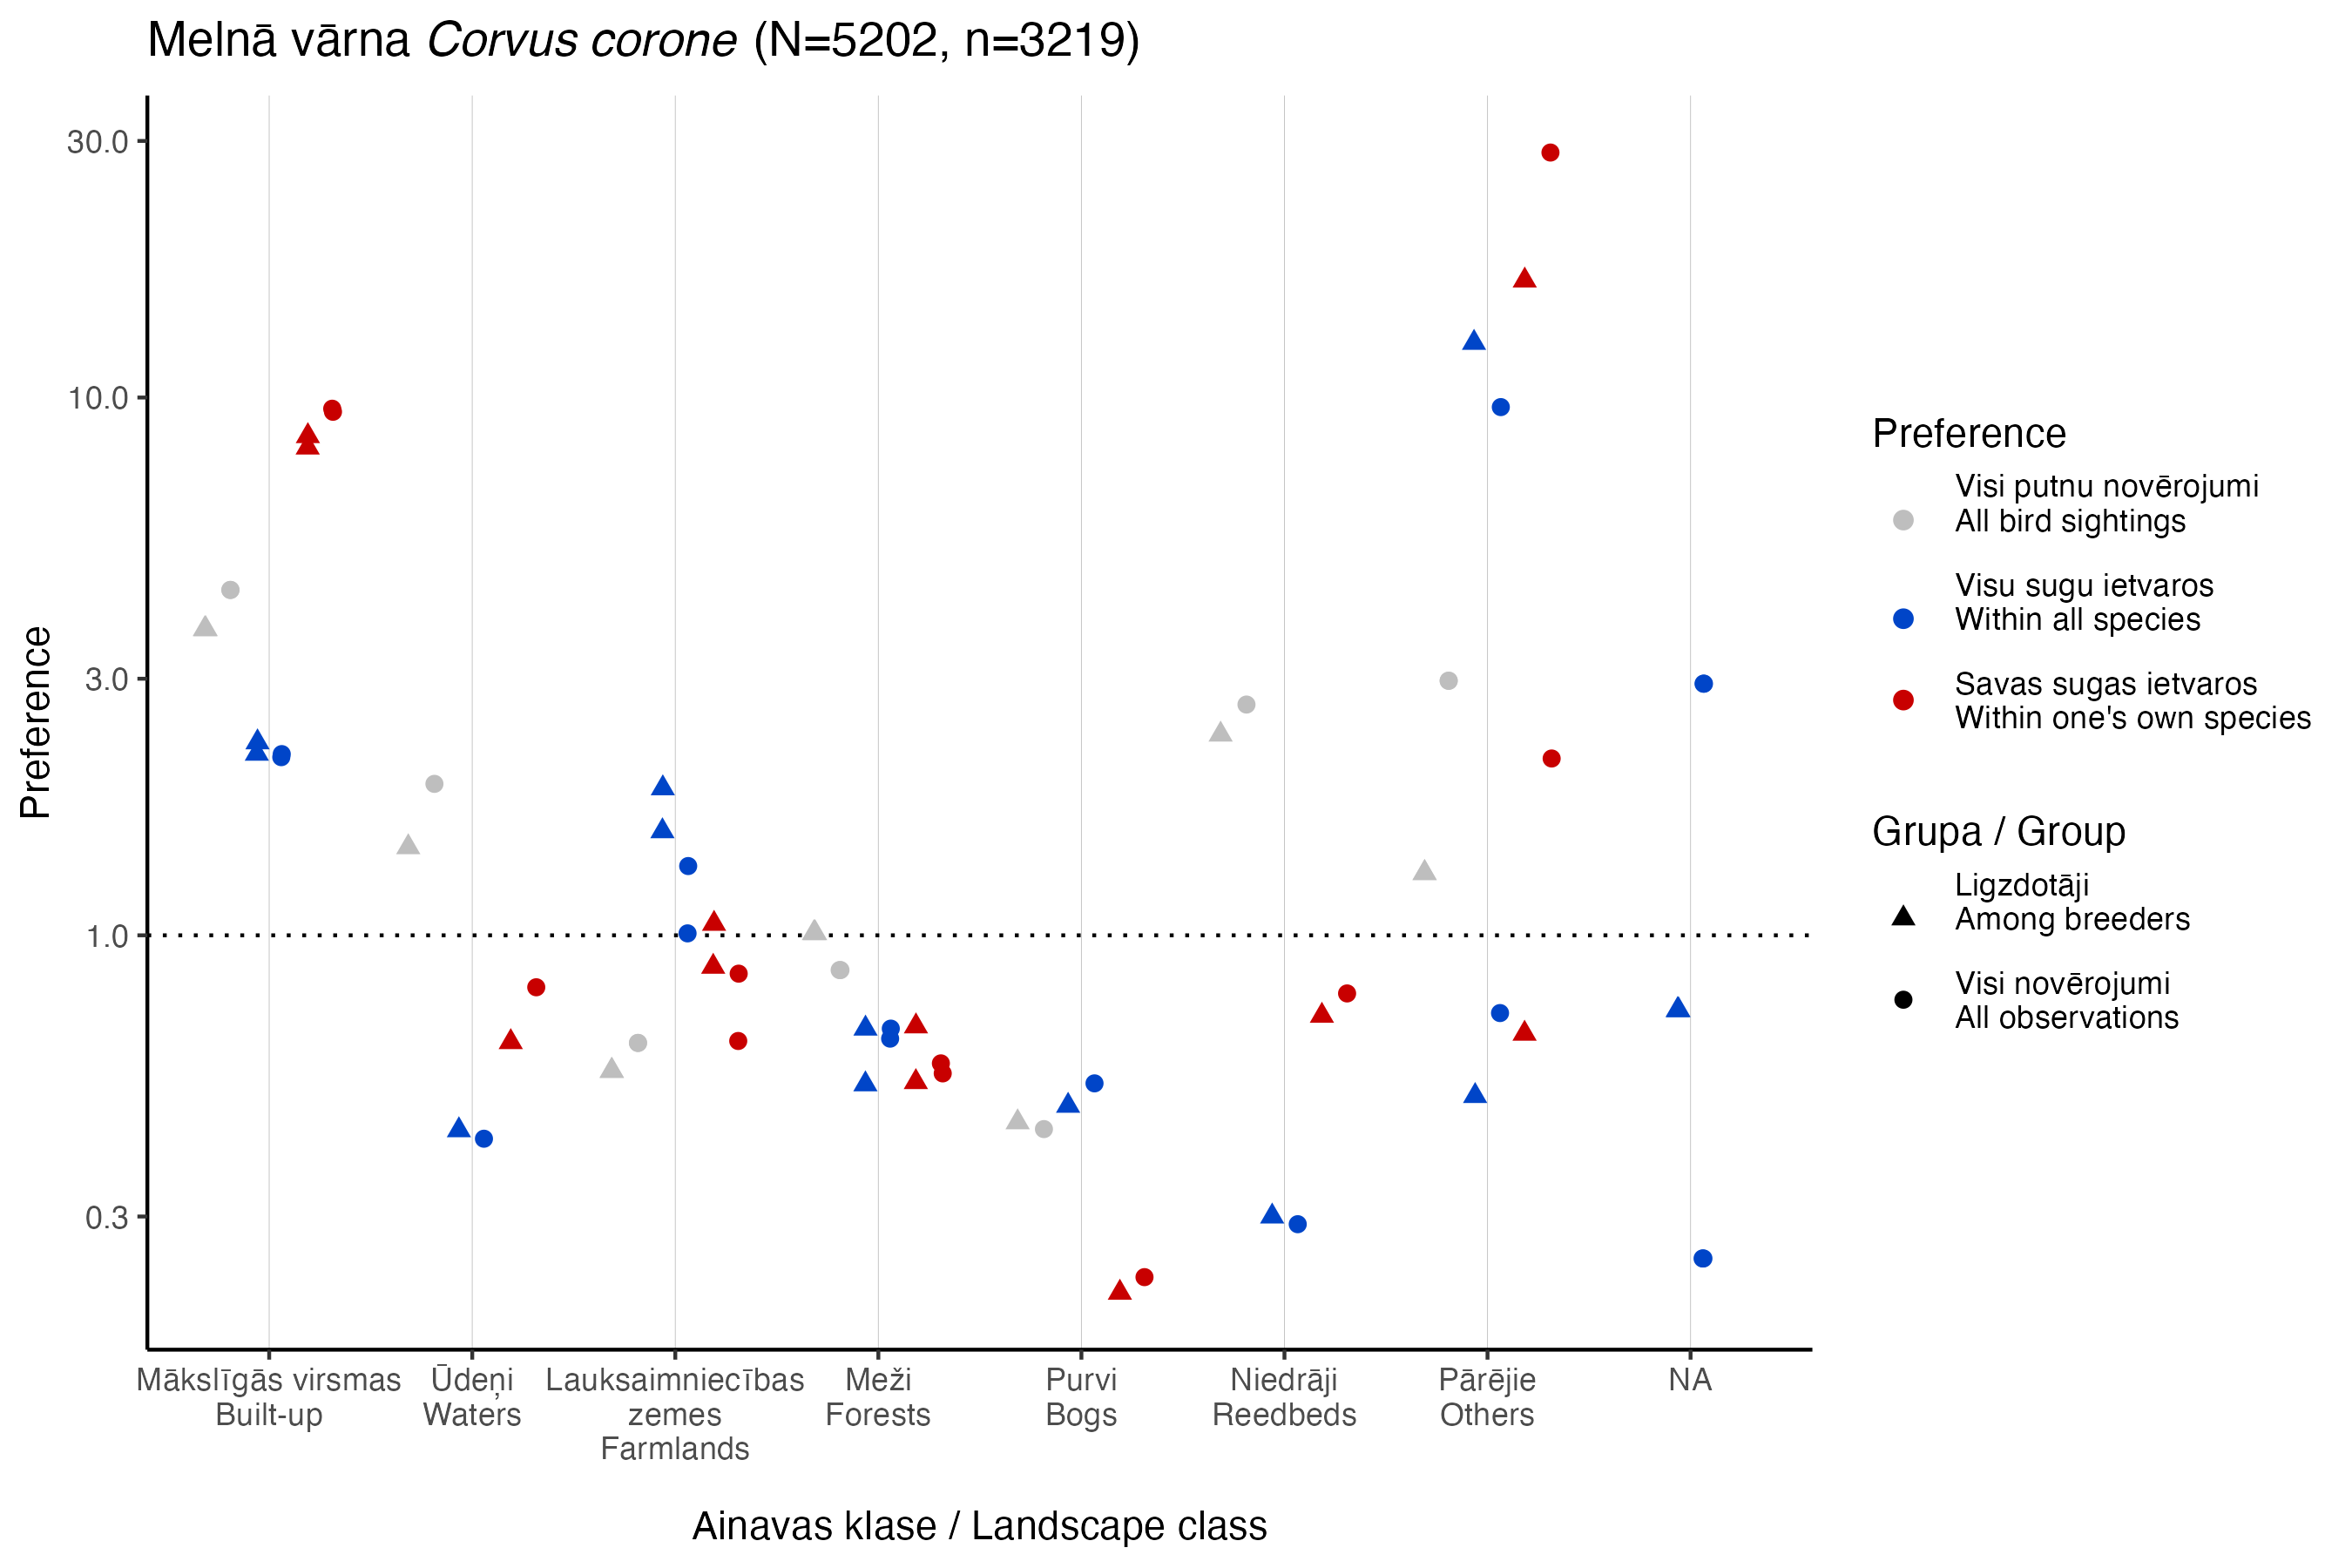 Melnā vārna Corvus corone (N=5202, n=3219)
Preference
30.0
10.0
3.0
1.0
0.3
Mākslīgās virsmas
Built-up
Ūdeņi
Waters
Lauksaimniecības
zemes
Farmlands
Meži
Forests
Purvi
Bogs
Niedrāji
Reedbeds
Pārējie
Others
NA
Ainavas klase / Landscape class
Preference
Visi putnu novērojumi
All bird sightings
Visu sugu ietvaros
Within all species
Savas sugas ietvaros
Within one's own species
Grupa / Group
Ligzdotāji
Among breeders
Visi novērojumi
All observations